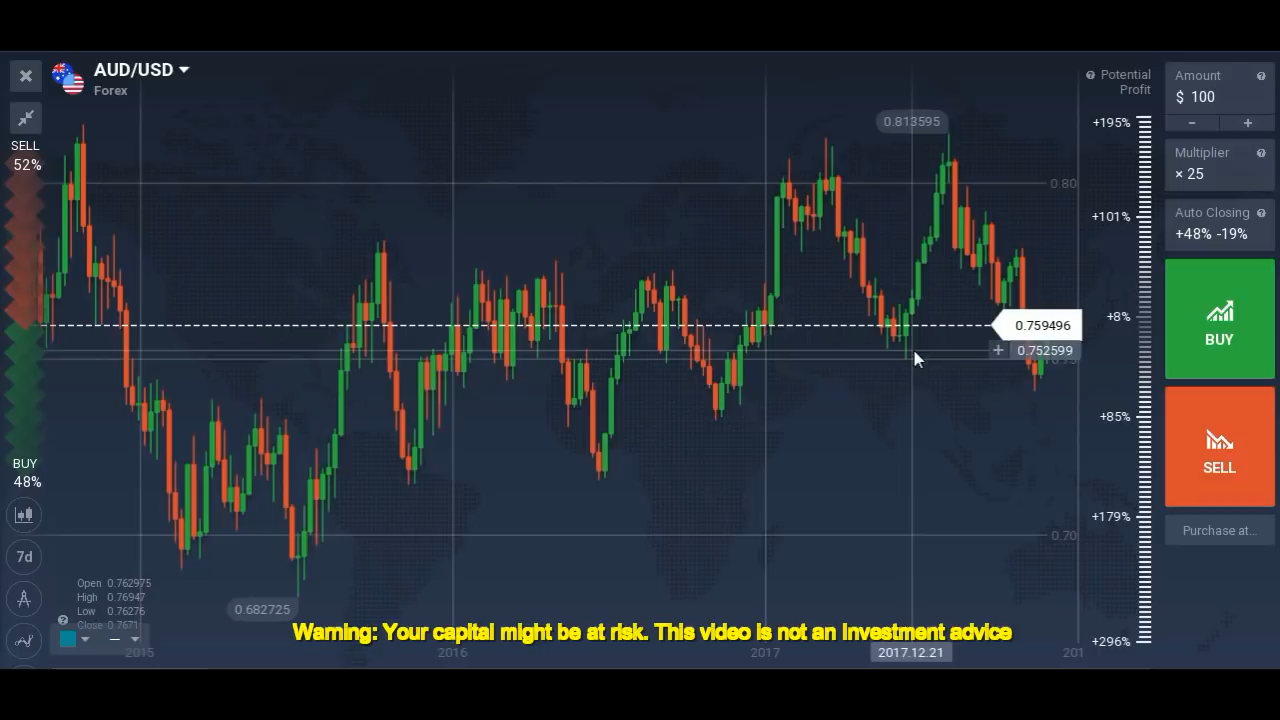 AUD/USD
Forex
SELL
52%
BUY
48%
7d
Open 0.762975
High 0.76947
Low 0.76276
Close 0.7671
0.813595
0.682725
0.80
0.70
0.759496
+ 0.752599
2015
2016
2017
2017.12.21
201
Warning: Your capital might be at risk. This video is not an investment advice
Potential
Profit
+195%
+101%
+8%
+85%
+179%
+296%
Amount
$ 100
- +
Multiplier
× 25
Auto Closing
+48% -19%
BUY
SELL
Purchase at...